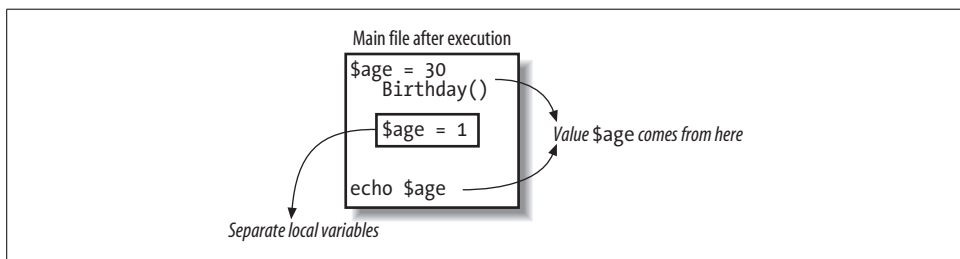 Main file after execution
$age = 30
Birthday()
$age = 1
Value $age comes from here
echo $age
Separate local variables